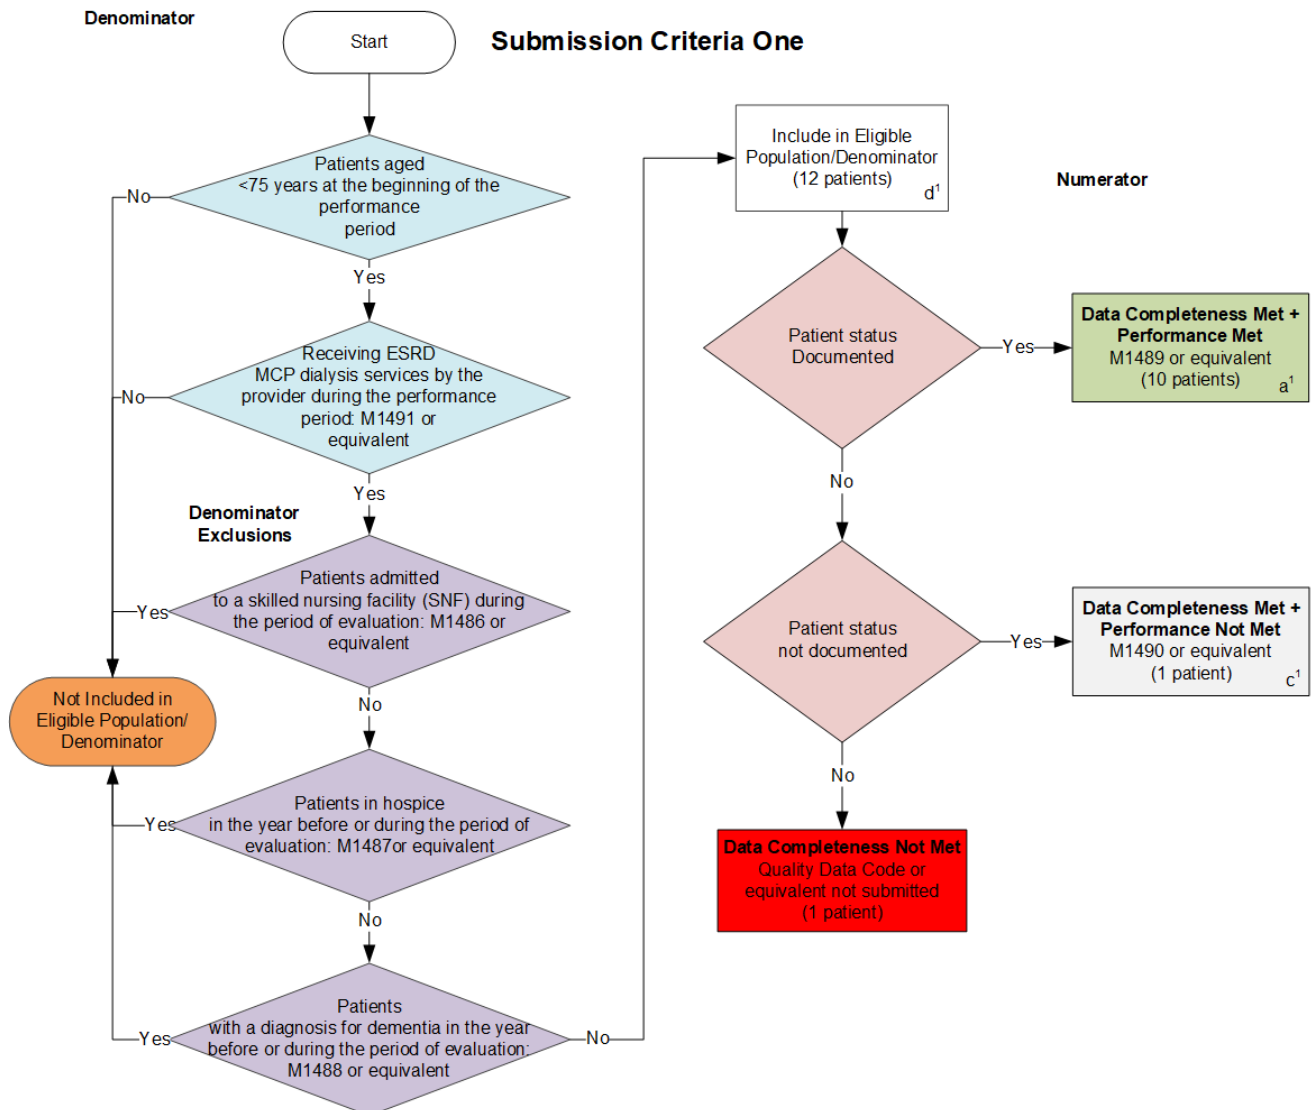 Denominator
Start
Submission Criteria One
Patients aged
<75 years at the beginning of the
performance
period
No
Yes
Receiving ESRD
MCP dialysis services by the
provider during the performance
period: M1491 or
equivalent
No
Yes
Denominator
Exclusions
Patients admitted
to a skilled nursing facility (SNF) during
the period of evaluation: M1486 or
equivalent
Yes
No
Not Included in
Eligible Population/
Denominator
Patients in hospice
in the year before or during the period of
evaluation: M1487or equivalent
Yes
No
Patients
with a diagnosis for dementia in the year
before or during the period of evaluation:
M1488 or equivalent
Yes
No
Include in Eligible
Population/Denominator
(12 patients)
d¹
Numerator
Patient status
Documented
Yes
Data Completeness Met +
Performance Met
M1489 or equivalent
(10 patients)
a¹
No
Patient status
not documented
Yes
Data Completeness Met +
Performance Not Met
M1490 or equivalent
(1 patient)
c¹
No
Data Completeness Not Met
Quality Data Code or
equivalent not submitted
(1 patient)